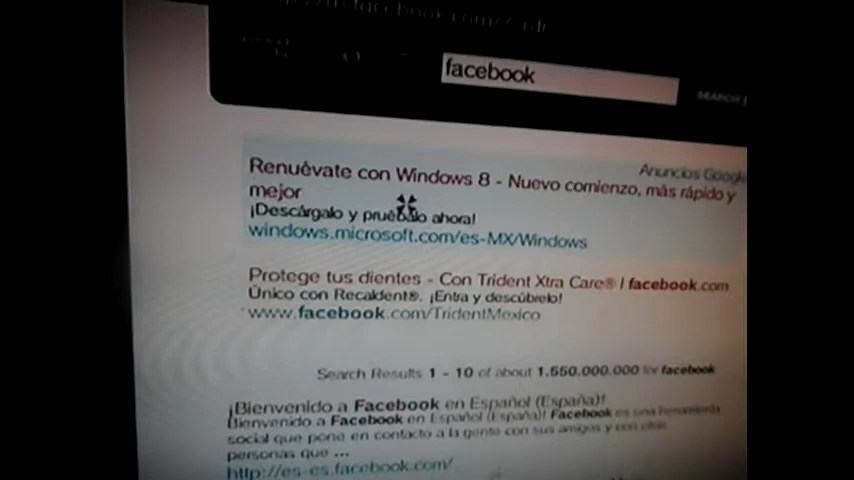 facebook
SEARCH
Anuncios Google
Renuévate con Windows 8 - Nuevo comienzo, más rápido y
mejor
¡Descárgalo y pruébalo ahora!
windows.microsoft.com/es-MX/Windows
Protege tus dientes - Con Trident Xtra Care® | facebook.com
Único con Recaldent®. ¡Entra y descúbrelo!
www.facebook.com/TridentMexico
Search Results 1 - 10 of about 1.550.000.000 for facebook
¡Bienvenido a Facebook en Español (España)!
Bienvenido a Facebook en Español (España)! Facebook es una herramienta
social que pone en contacto a la gente con sus amigos y con otras
personas que ...
http://es-es.facebook.com/